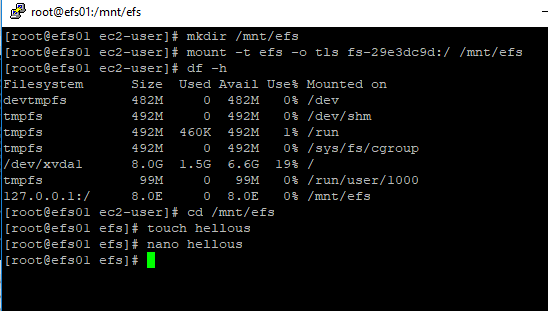 efs01:/mnt/efs
[root@efs01 ec2-user]# mkdir /mnt/efs
[root@efs01 ec2-user]# mount -t efs -o tls fs-29e3dc9d:/ /mnt/efs
[root@efs01 ec2-user]# df -h
Filesystem      Size  Used Avail Use% Mounted on
devtmpfs        482M     0  482M   0% /dev
tmpfs           492M     0  492M   0% /dev/shm
tmpfs           492M  460K  492M   1% /run
tmpfs           492M     0  492M   0% /sys/fs/cgroup
/dev/xvda1      8.0G  1.5G  6.6G  19% /
tmpfs            99M     0   99M   0% /run/user/1000
127.0.0.1:/     8.0E     0  8.0E   0% /mnt/efs
[root@efs01 ec2-user]# cd /mnt/efs
[root@efs01 efs]# touch hellous
[root@efs01 efs]# nano hellous
[root@efs01 efs]#